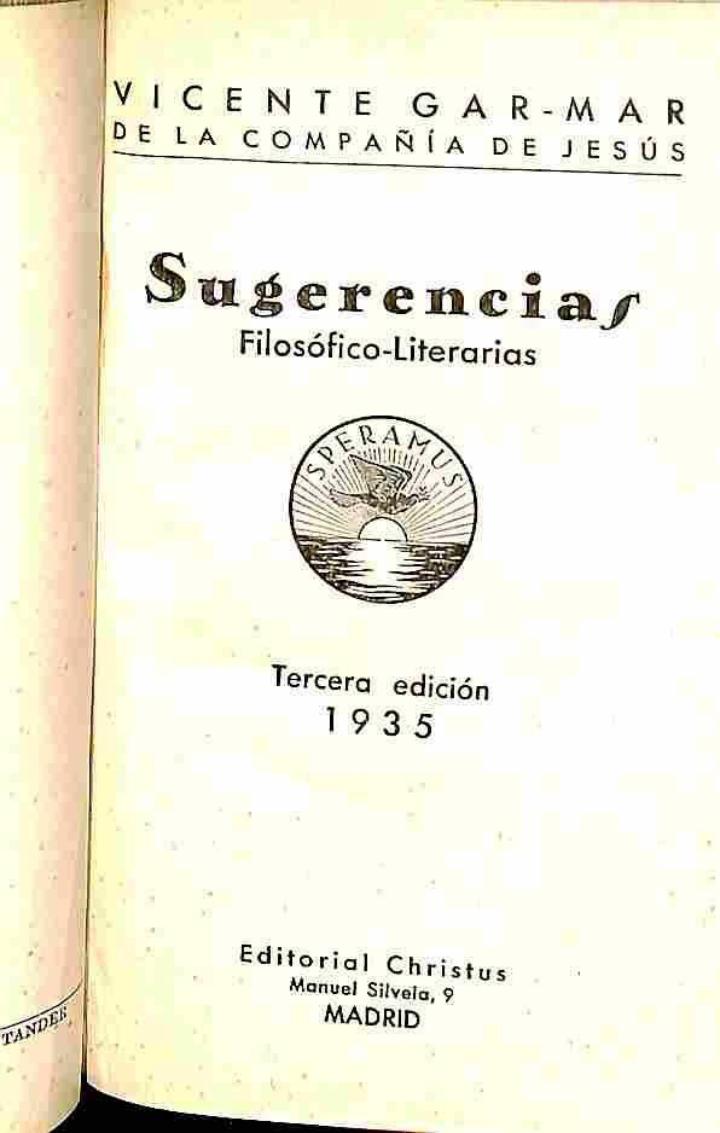 VICENTE GAR-MAR
DE LA COMPAÑÍA DE JESÚS
Sugerencias
Filosófico-Literarias
SPERAMUS
Tercera edición
1935
Editorial Christus
Manuel Silvela, 9
MADRID
TANDER